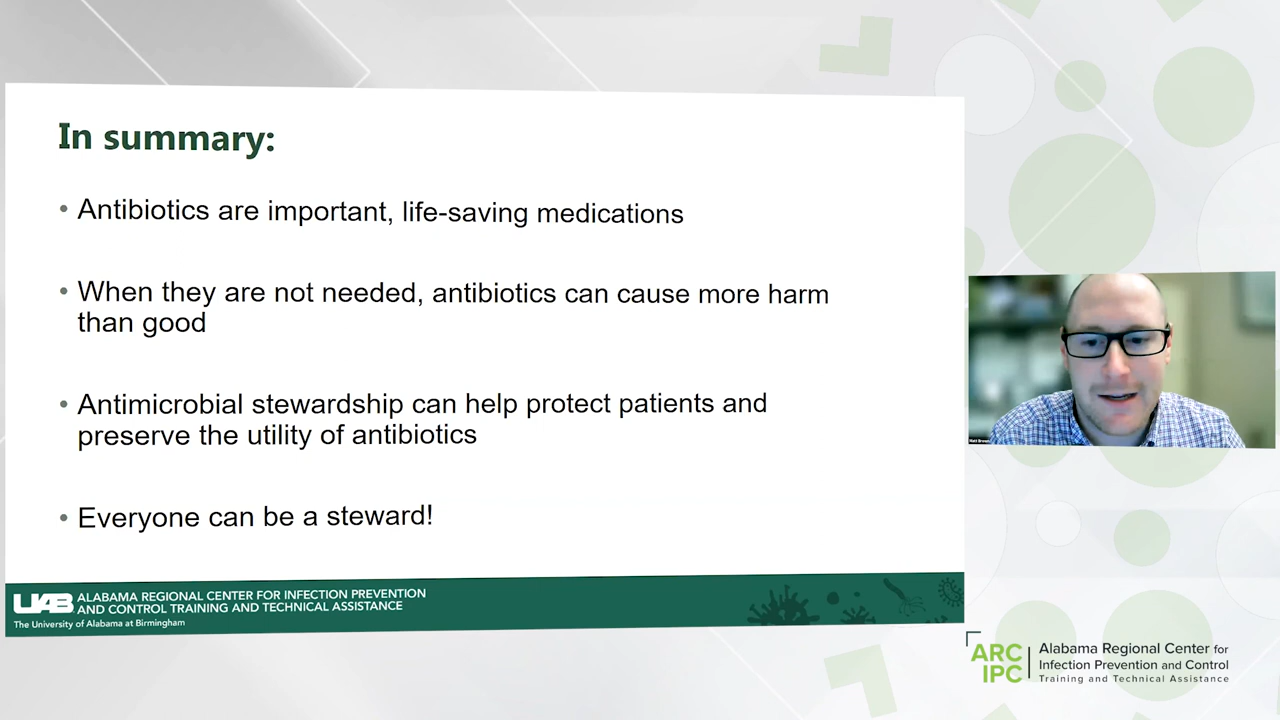 In summary:
• Antibiotics are important, life-saving medications
• When they are not needed, antibiotics can cause more harm
than good
• Antimicrobial stewardship can help protect patients and
preserve the utility of antibiotics
• Everyone can be a steward!
UAB ALABAMA REGIONAL CENTER FOR INFECTION PREVENTION
AND CONTROL TRAINING AND TECHNICAL ASSISTANCE
The University of Alabama at Birmingham
Matt Brown
ARC
IPC
Alabama Regional Center for
Infection Prevention and Control
Training and Technical Assistance